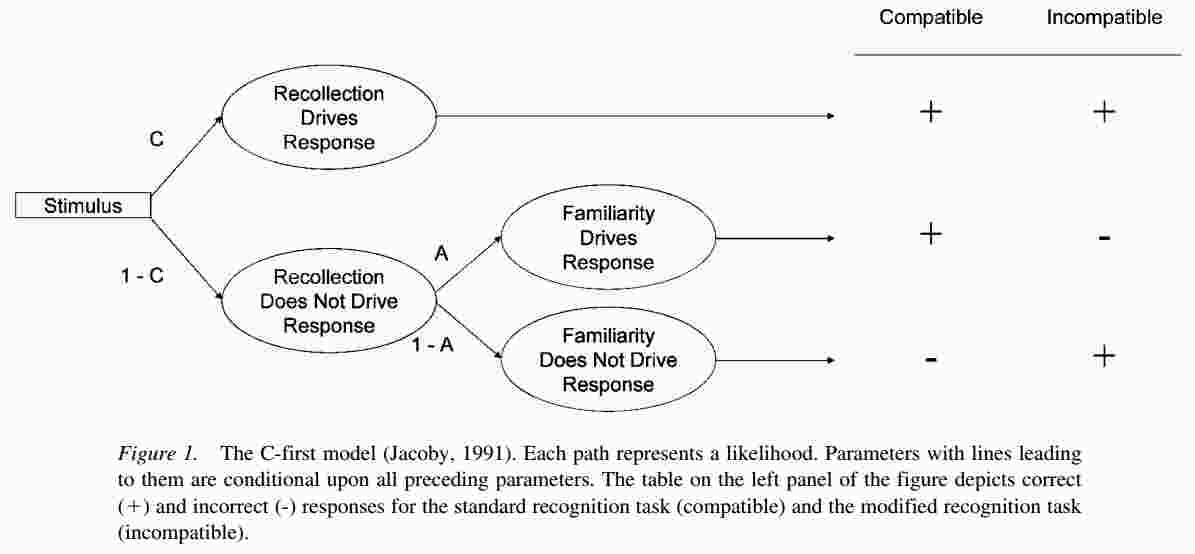 Compatible Incompatible
Recollection
Drives
Response
+ +
C
Stimulus
Familiarity
Drives
Response
+ -
A
1 - C
Recollection
Does Not Drive
Response
1 - A
Familiarity
Does Not Drive
Response
- +
Figure 1. The C-first model (Jacoby, 1991). Each path represents a likelihood. Parameters with lines leading
to them are conditional upon all preceding parameters. The table on the left panel of the figure depicts correct
(+) and incorrect (-) responses for the standard recognition task (compatible) and the modified recognition task
(incompatible).